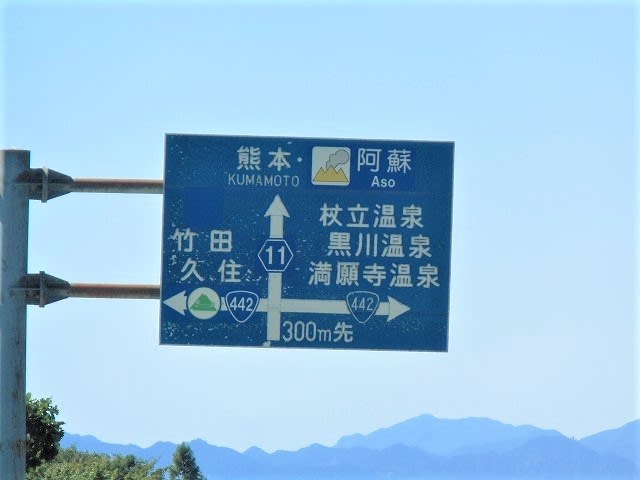 熊本・ 阿蘇
KUMAMOTO Aso
杖立温泉
竹田 黒川温泉
久住 満願寺温泉
11
442 442
300m先